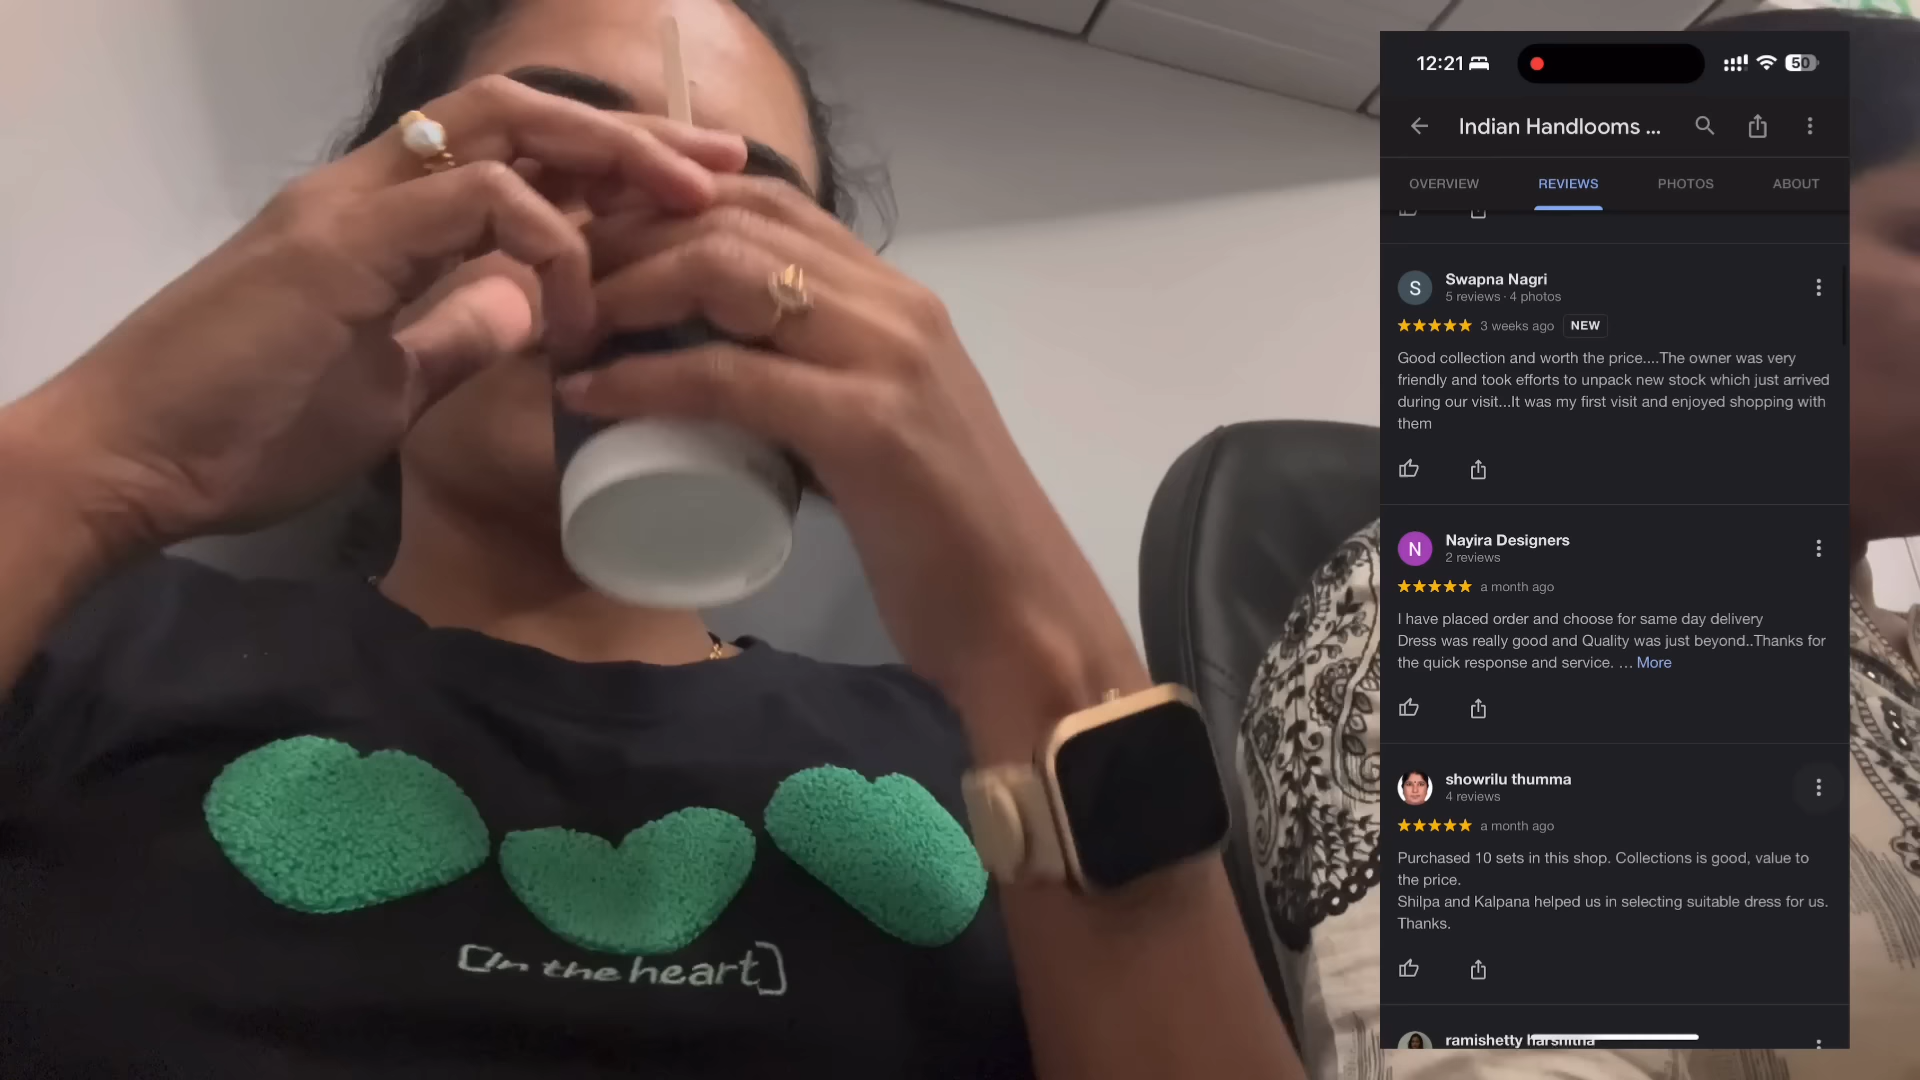 [In the heart]
12:21
50
Indian Handlooms ...
OVERVIEW
REVIEWS
PHOTOS
ABOUT
S
Swapna Nagri
5 reviews · 4 photos
3 weeks ago
NEW
Good collection and worth the price....The owner was very
friendly and took efforts to unpack new stock which just arrived
during our visit...It was my first visit and enjoyed shopping with
them
N
Nayira Designers
2 reviews
a month ago
I have placed order and choose for same day delivery
Dress was really good and Quality was just beyond..Thanks for
the quick response and service. ... More
showrilu thumma
4 reviews
a month ago
Purchased 10 sets in this shop. Collections is good, value to
the price.
Shilpa and Kalpana helped us in selecting suitable dress for us.
Thanks.
ramishetty harshitha